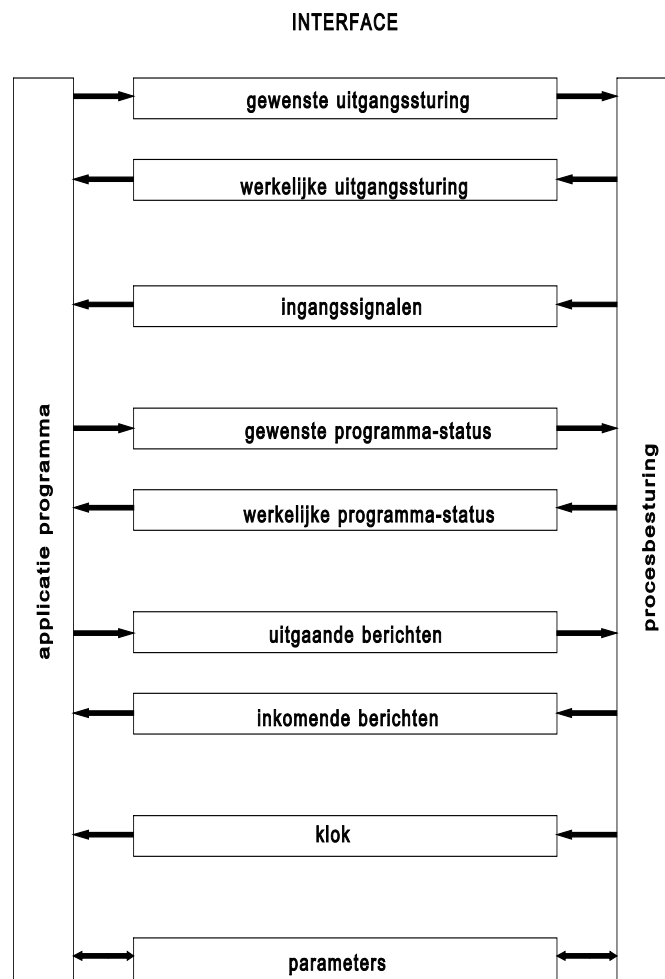 INTERFACE
gewenste uitgangssturing
werkelijke uitgangssturing
ingangssignalen
gewenste programma-status
werkelijke programma-status
uitgaande berichten
inkomende berichten
klok
parameters
applicatie programma
procesbesturing